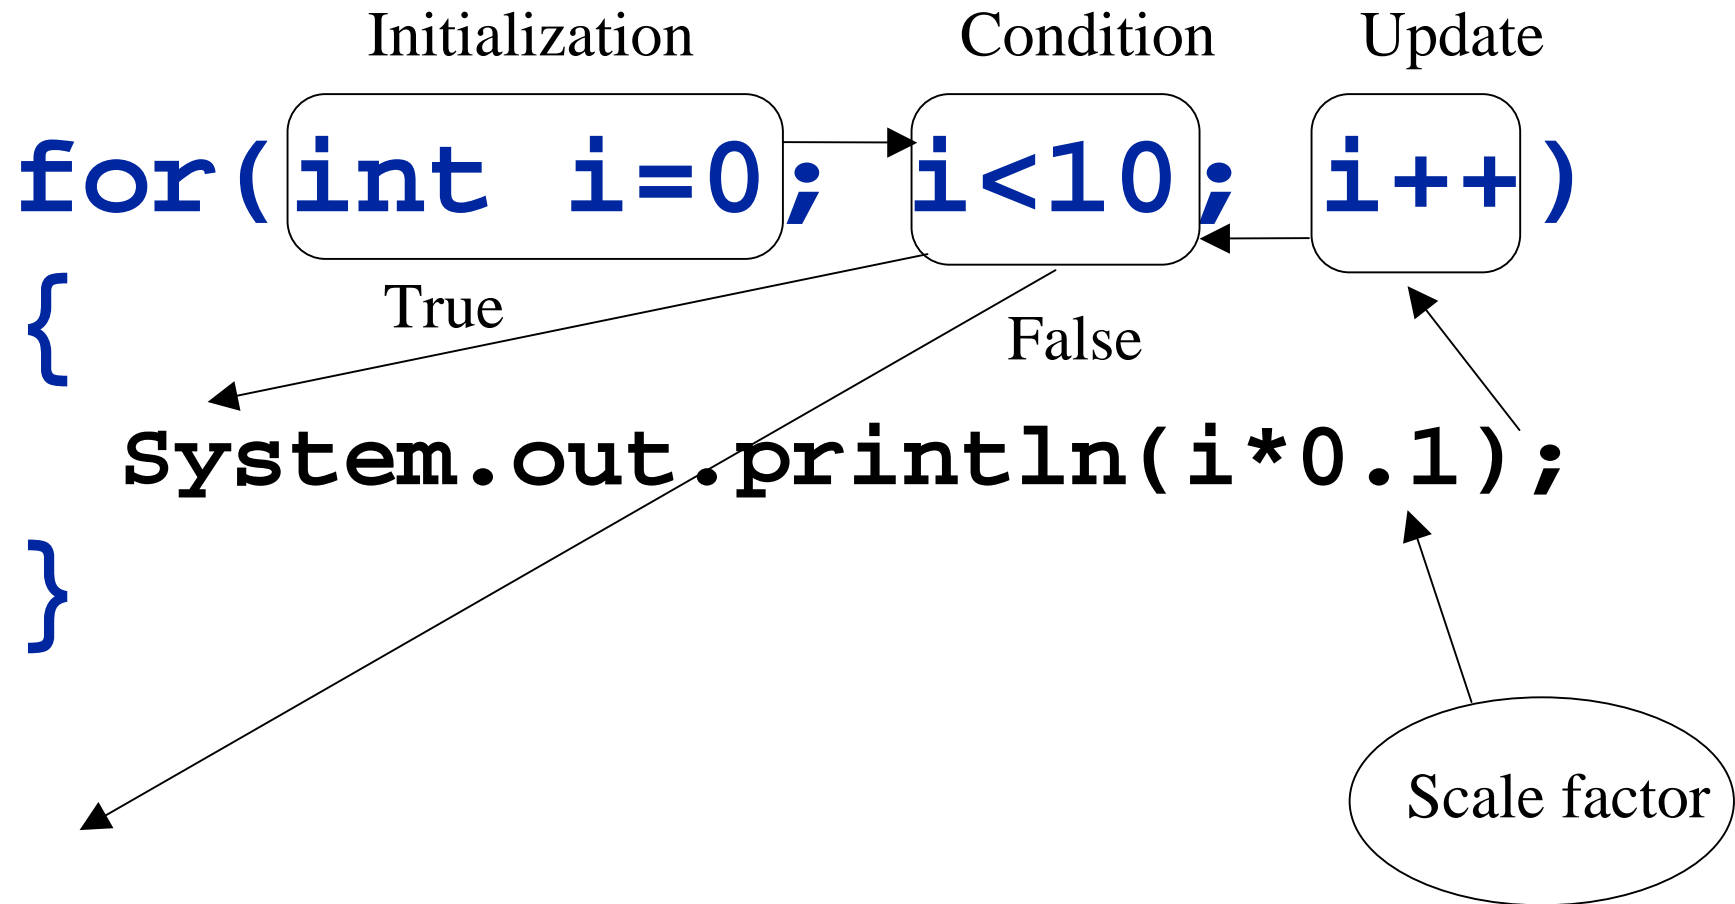 Initialization Condition Update
for(int i=0; i<10; i++)
{
True
False
System.out.println(i*0.1);
}
Scale factor